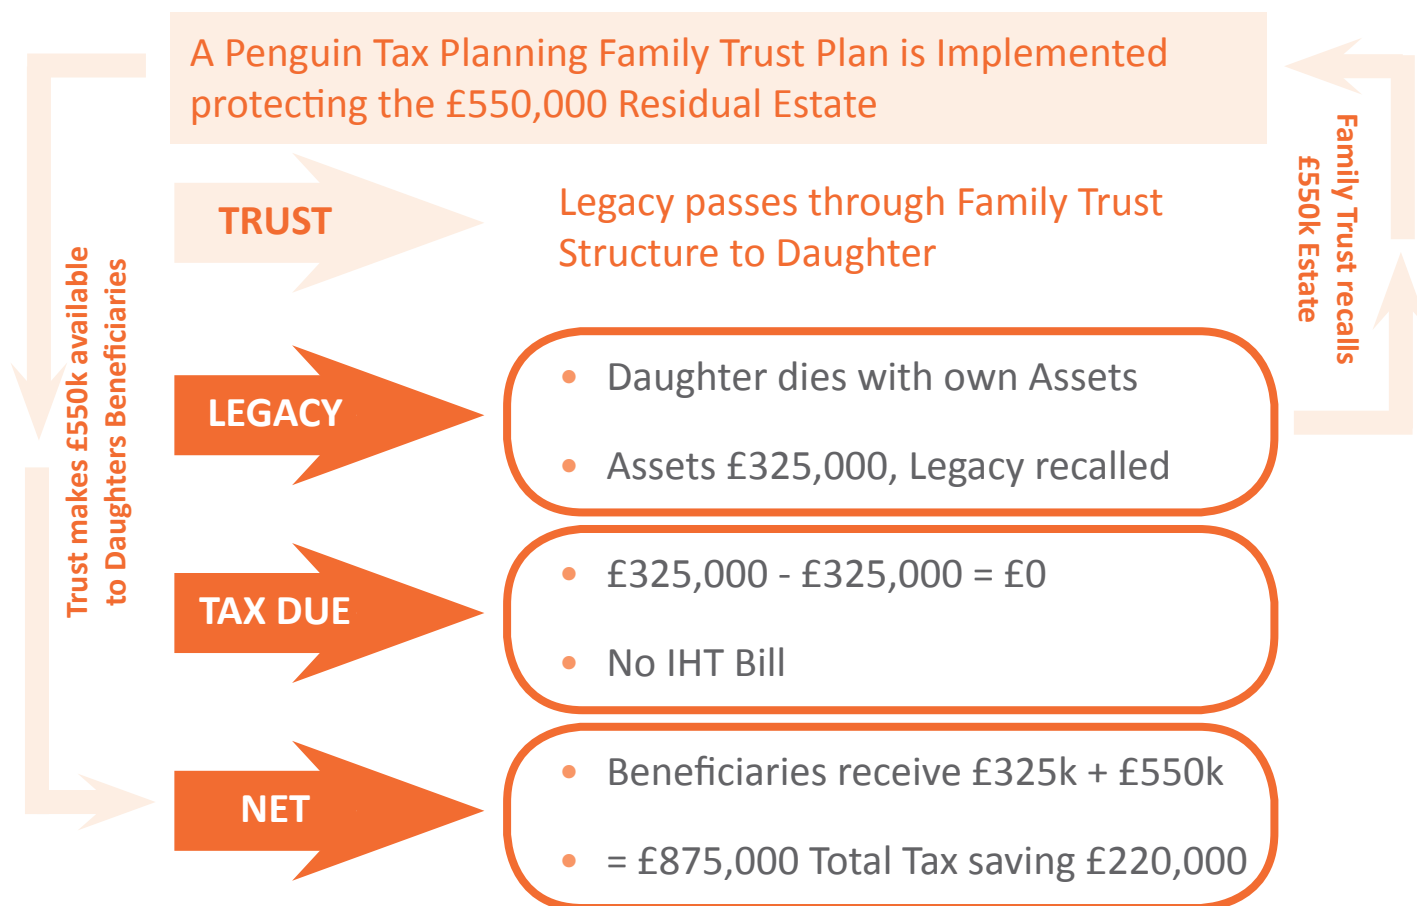 A Penguin Tax Planning Family Trust Plan is Implemented
protecting the £550,000 Residual Estate
TRUST
Legacy passes through Family Trust
Structure to Daughter
Family Trust recalls
£550k Estate
Trust makes £550k available
to Daughters Beneficiaries
LEGACY
• Daughter dies with own Assets
• Assets £325,000, Legacy recalled
TAX DUE
• £325,000 - £325,000 = £0
• No IHT Bill
NET
• Beneficiaries receive £325k + £550k
• = £875,000 Total Tax saving £220,000